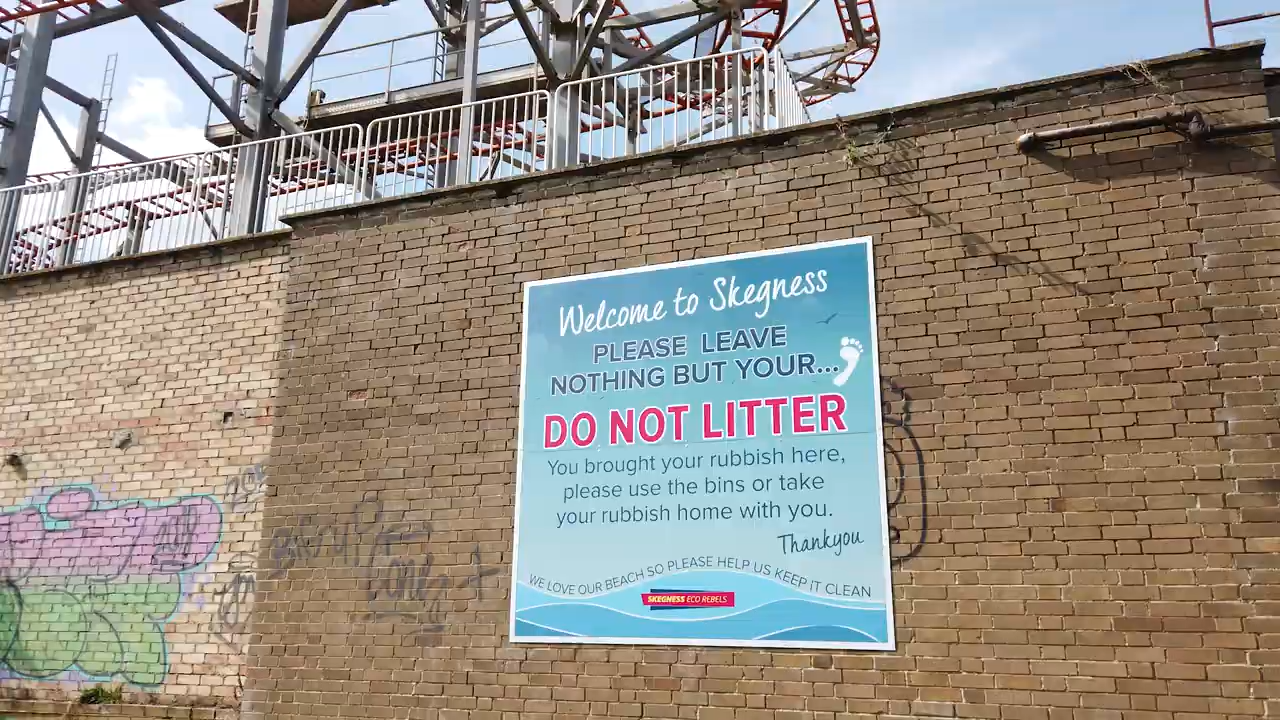 Welcome to Skegness
PLEASE LEAVE
NOTHING BUT YOUR...
DO NOT LITTER
You brought your rubbish here,
please use the bins or take
your rubbish home with you.
Thankyou
WE LOVE OUR BEACH SO PLEASE HELP US KEEP IT CLEAN
SKEGNESS ECO REBELS